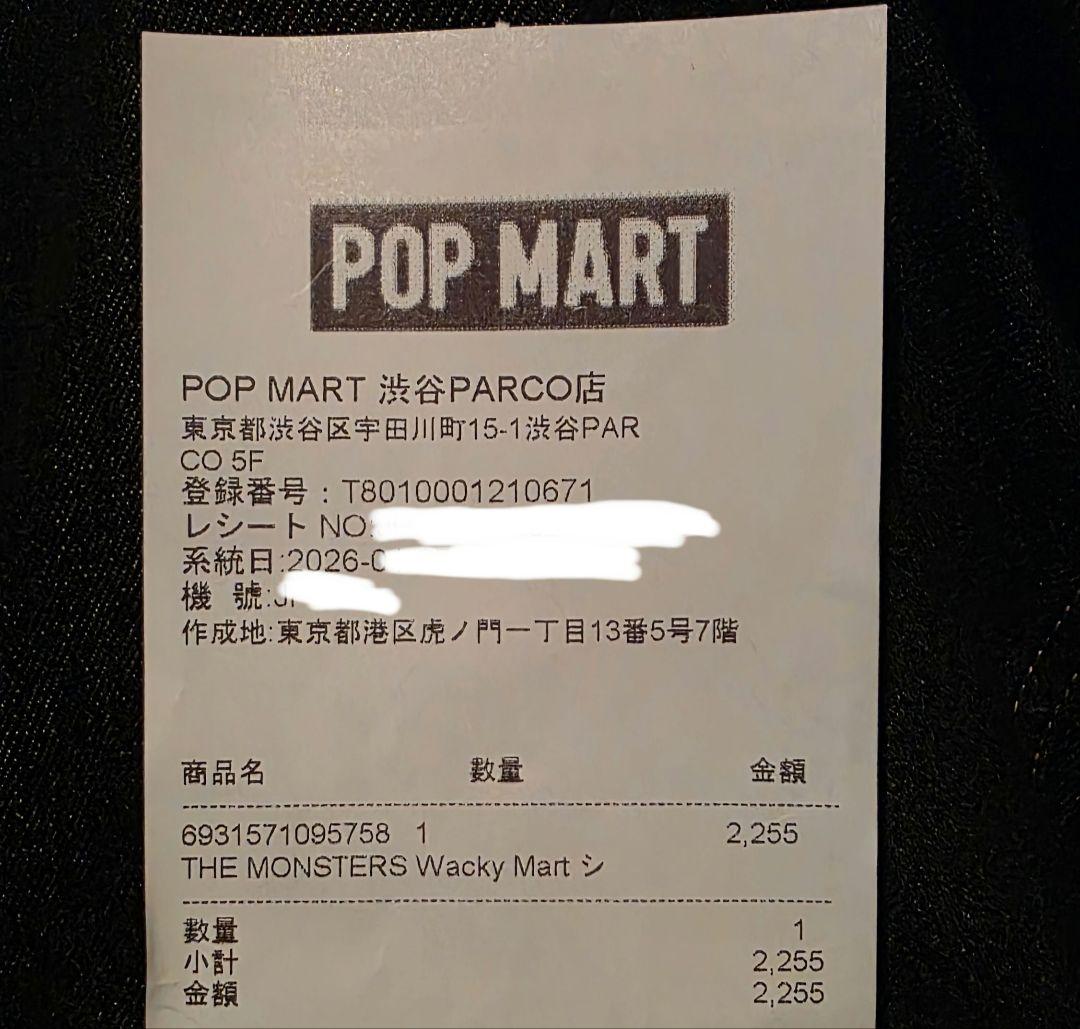 POP MART
POP MART 渋谷PARCO店
東京都渋谷区宇田川町15-1渋谷PAR
CO 5F
登録番号：T8010001210671
レシート NO:
系統日:2026-0
機 號:
作成地:東京都港区虎ノ門一丁目13番5号7階
商品名 数量 金額
6931571095758 1 2,255
THE MONSTERS Wacky Mart シ
数量 1
小計 2,255
金額 2,255